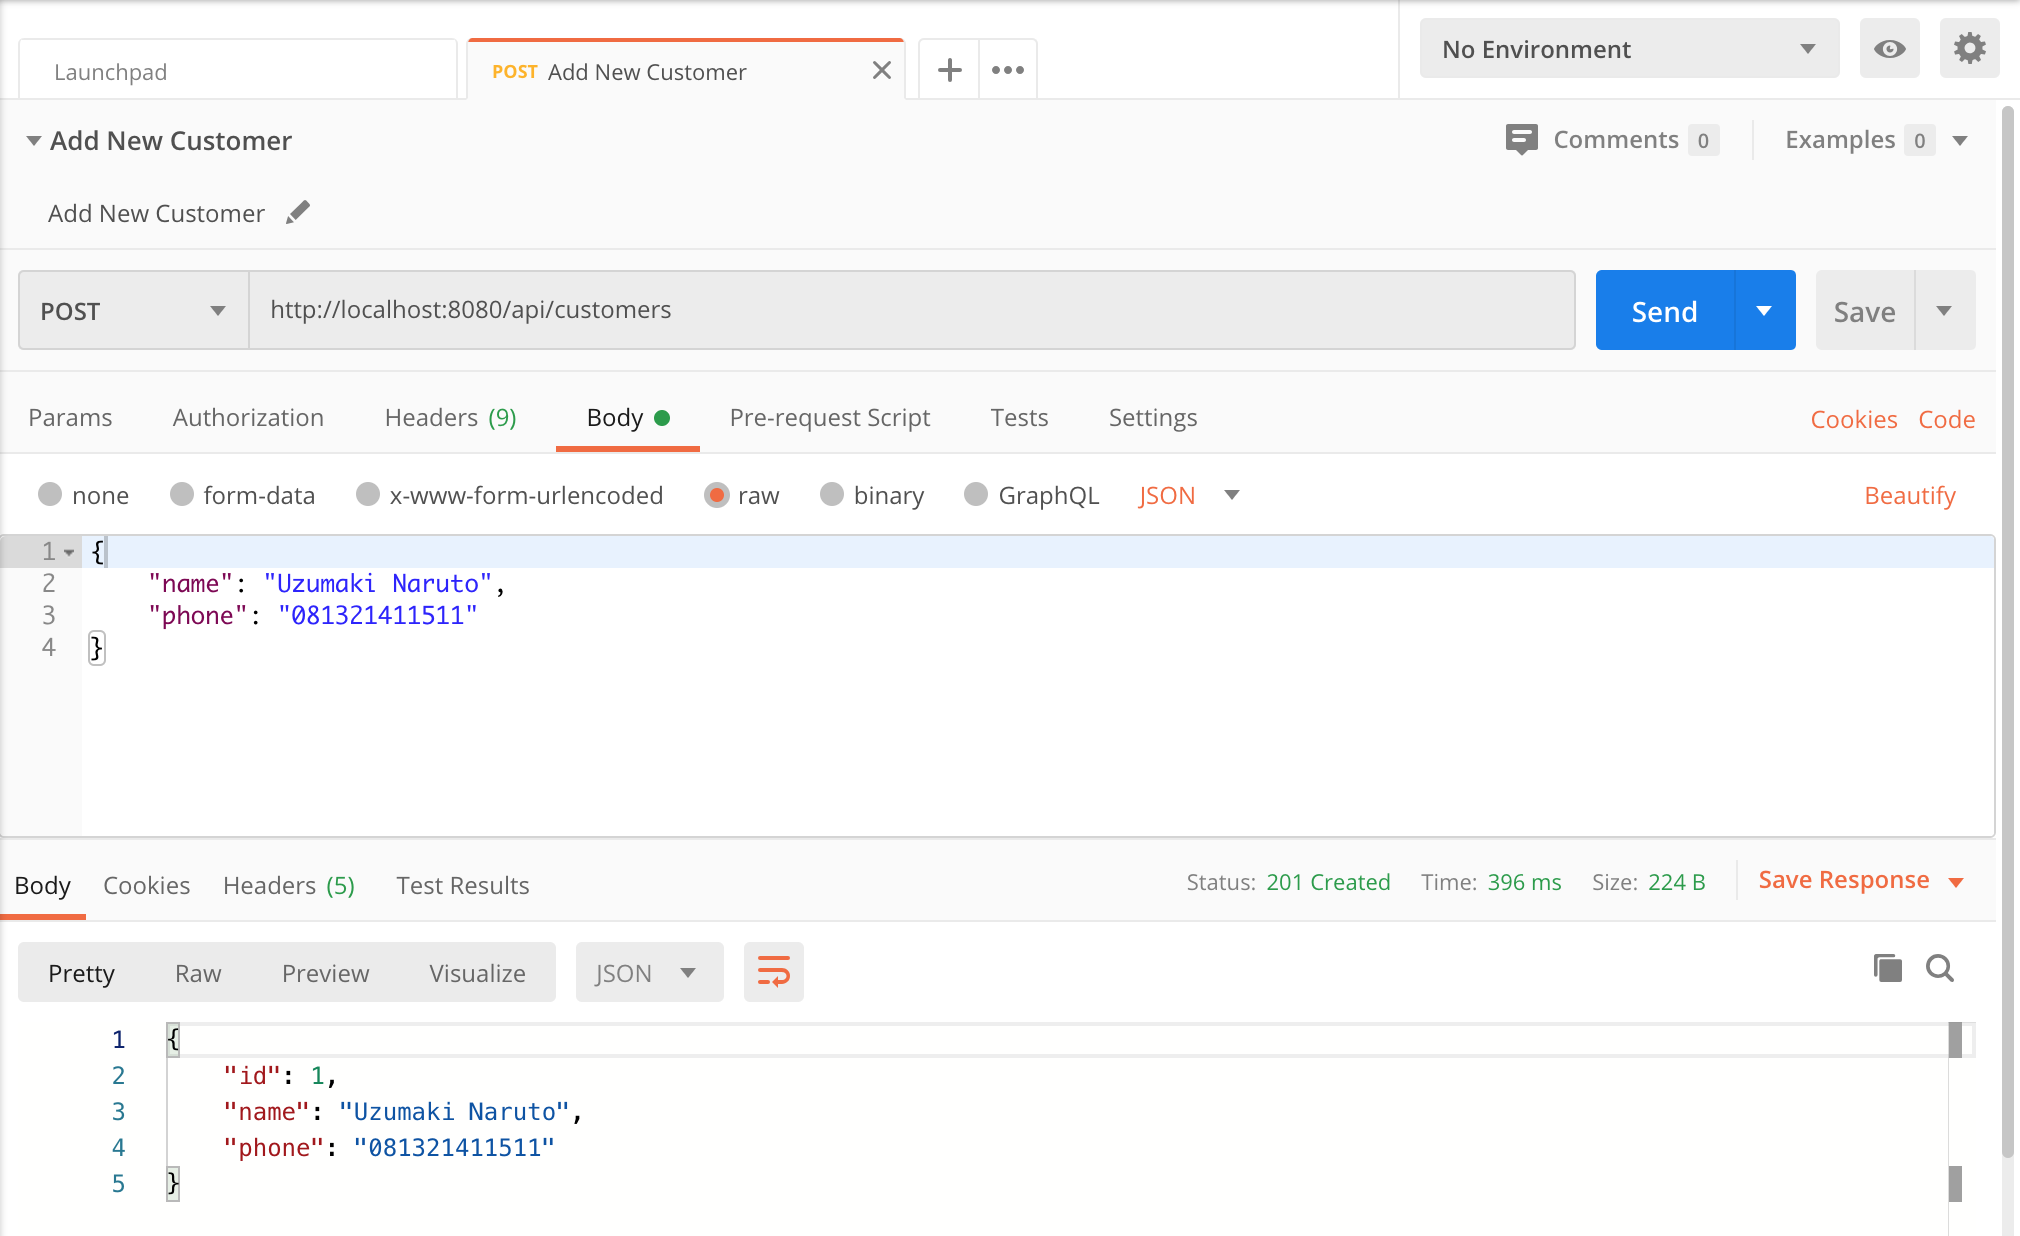 Launchpad
POST Add New Customer
No Environment
Add New Customer
Comments 0
Examples 0
Add New Customer
POST
http://localhost:8080/api/customers
Send
Save
Params Authorization Headers (9) Body Pre-request Script Tests Settings Cookies Code
none form-data x-www-form-urlencoded raw binary GraphQL JSON Beautify
1 {
2 "name": "Uzumaki Naruto",
3 "phone": "081321411511"
4 }
Body Cookies Headers (5) Test Results Status: 201 Created Time: 396 ms Size: 224 B Save Response
Pretty Raw Preview Visualize JSON
1 {
2 "id": 1,
3 "name": "Uzumaki Naruto",
4 "phone": "081321411511"
5 }